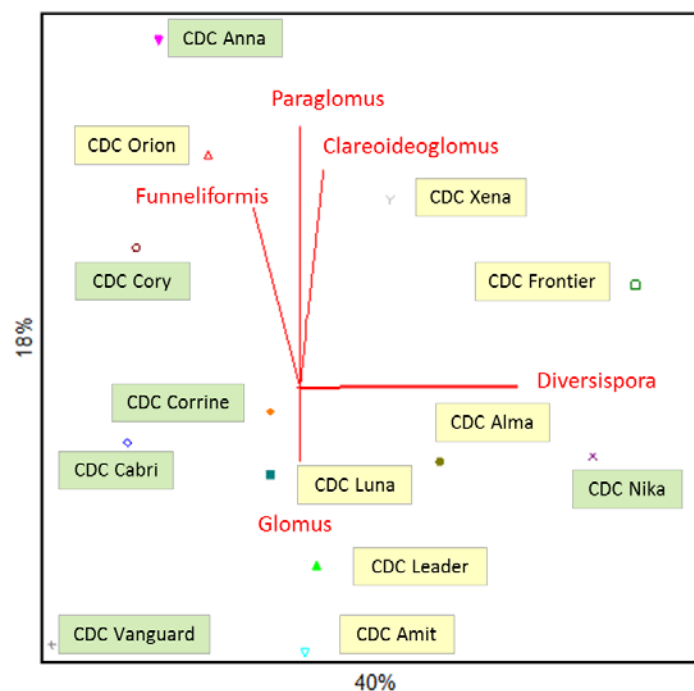 CDC Anna
Paraglomus
CDC Orion
Clareoideoglomus
Funneliformis
CDC Xena
CDC Cory
CDC Frontier
18%
Diversispora
CDC Corrine
CDC Alma
CDC Cabri
CDC Luna
CDC Nika
Glomus
CDC Leader
CDC Vanguard
CDC Amit
40%